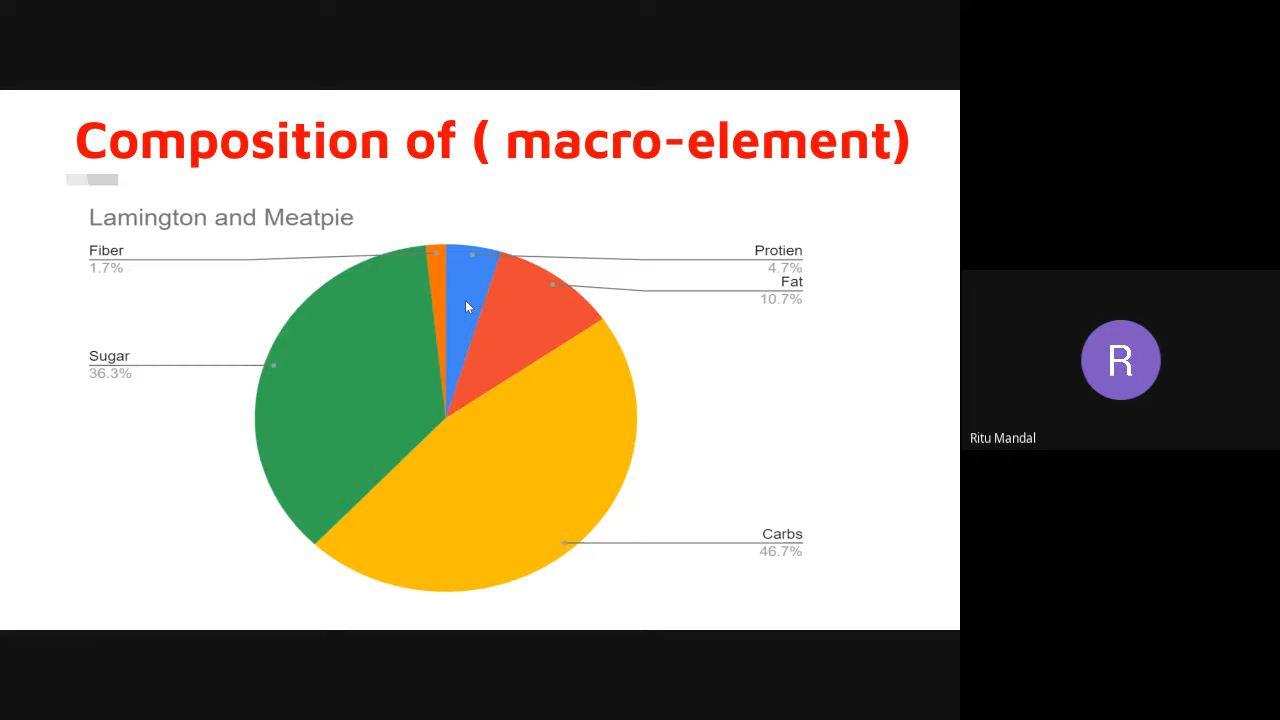 Composition of ( macro-element)
Lamington and Meatpie
Fiber
1.7%
Protien
4.7%
Fat
10.7%
Sugar
36.3%
Carbs
46.7%
R
Ritu Mandal